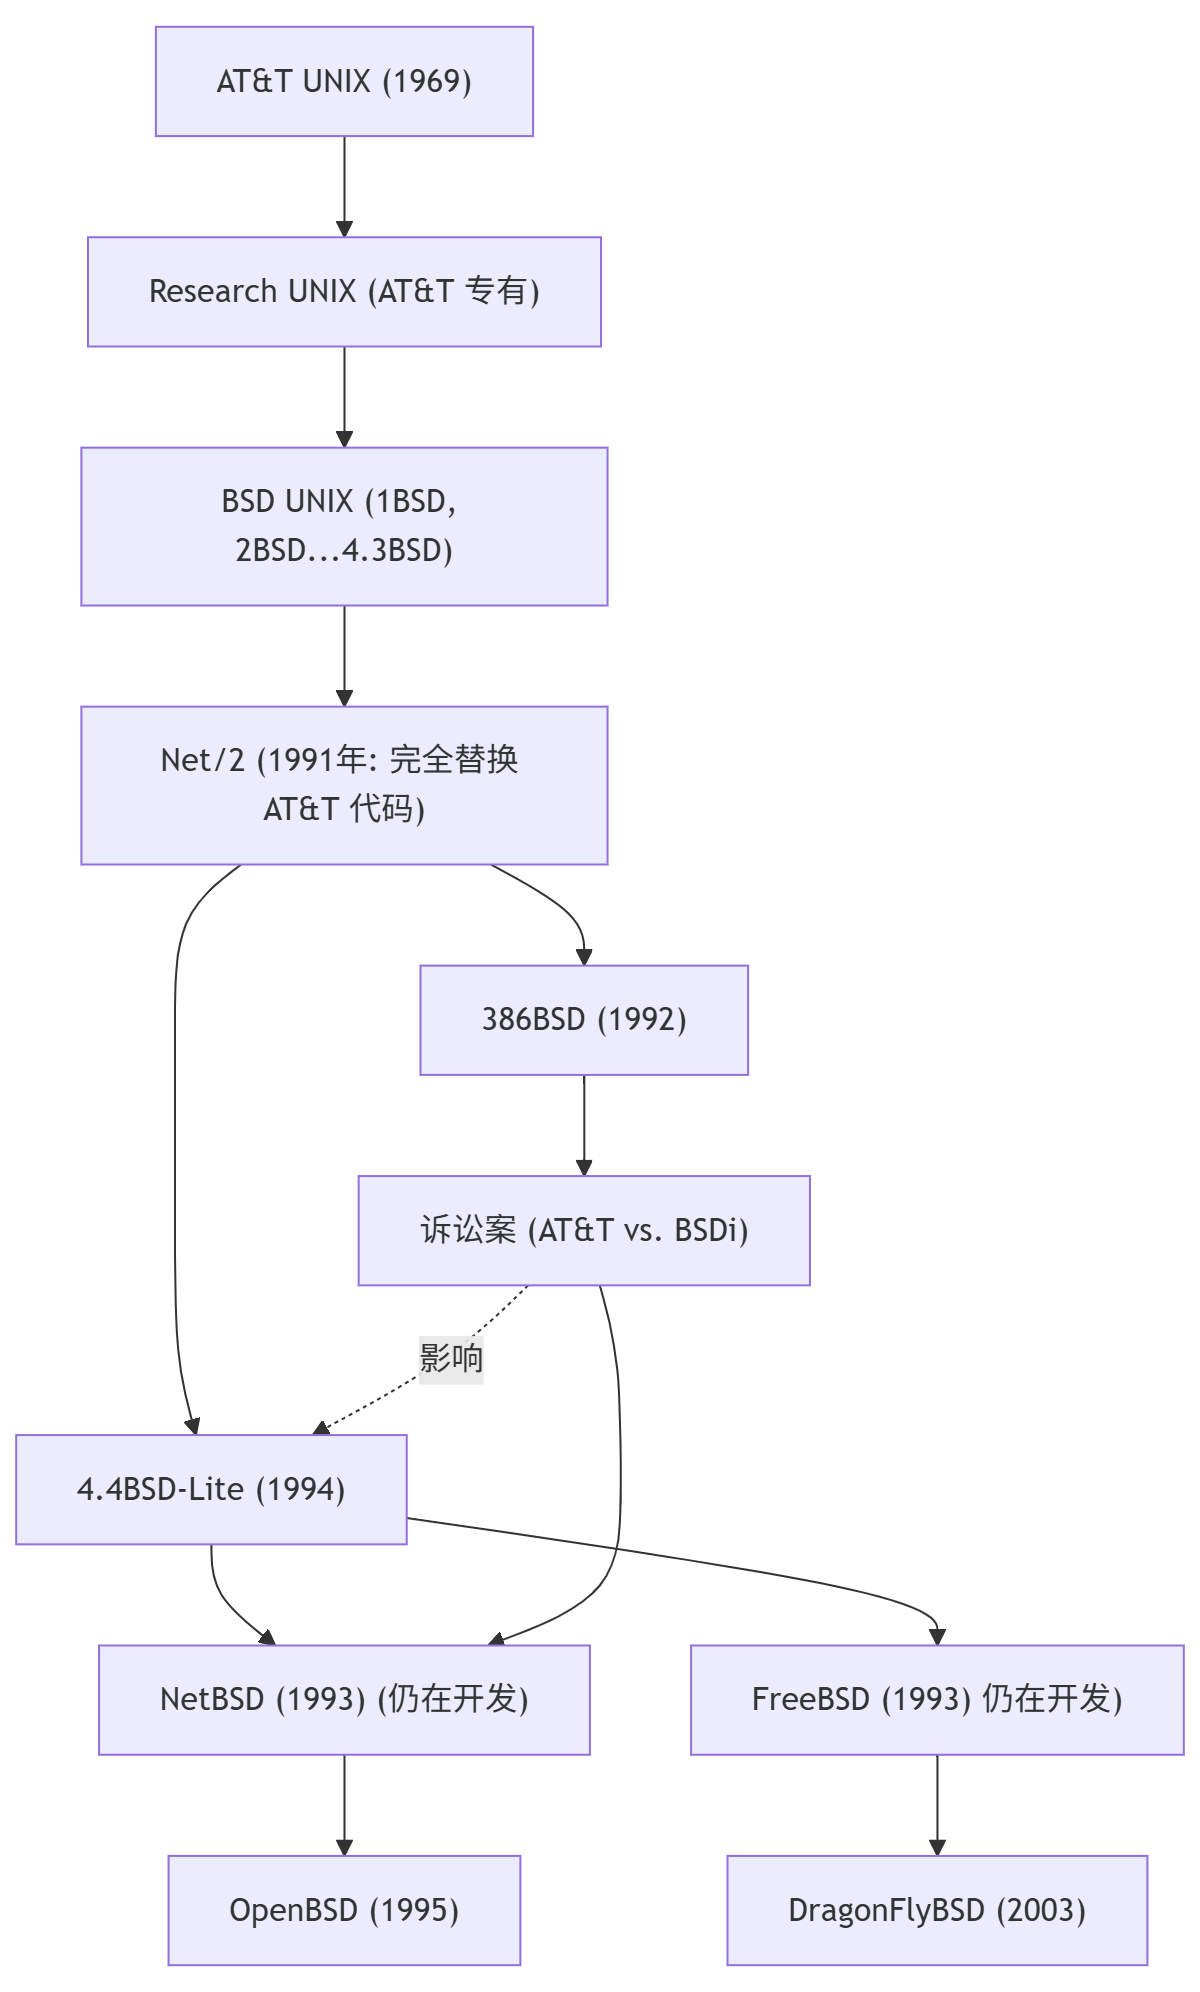 AT&T UNIX (1969)
Research UNIX (AT&T 专有)
BSD UNIX (1BSD,
2BSD...4.3BSD)
Net/2 (1991年: 完全替换
AT&T 代码)
386BSD (1992)
诉讼案 (AT&T vs. BSDi)
影响
4.4BSD-Lite (1994)
NetBSD (1993) (仍在开发)
FreeBSD (1993) 仍在开发)
OpenBSD (1995)
DragonFlyBSD (2003)